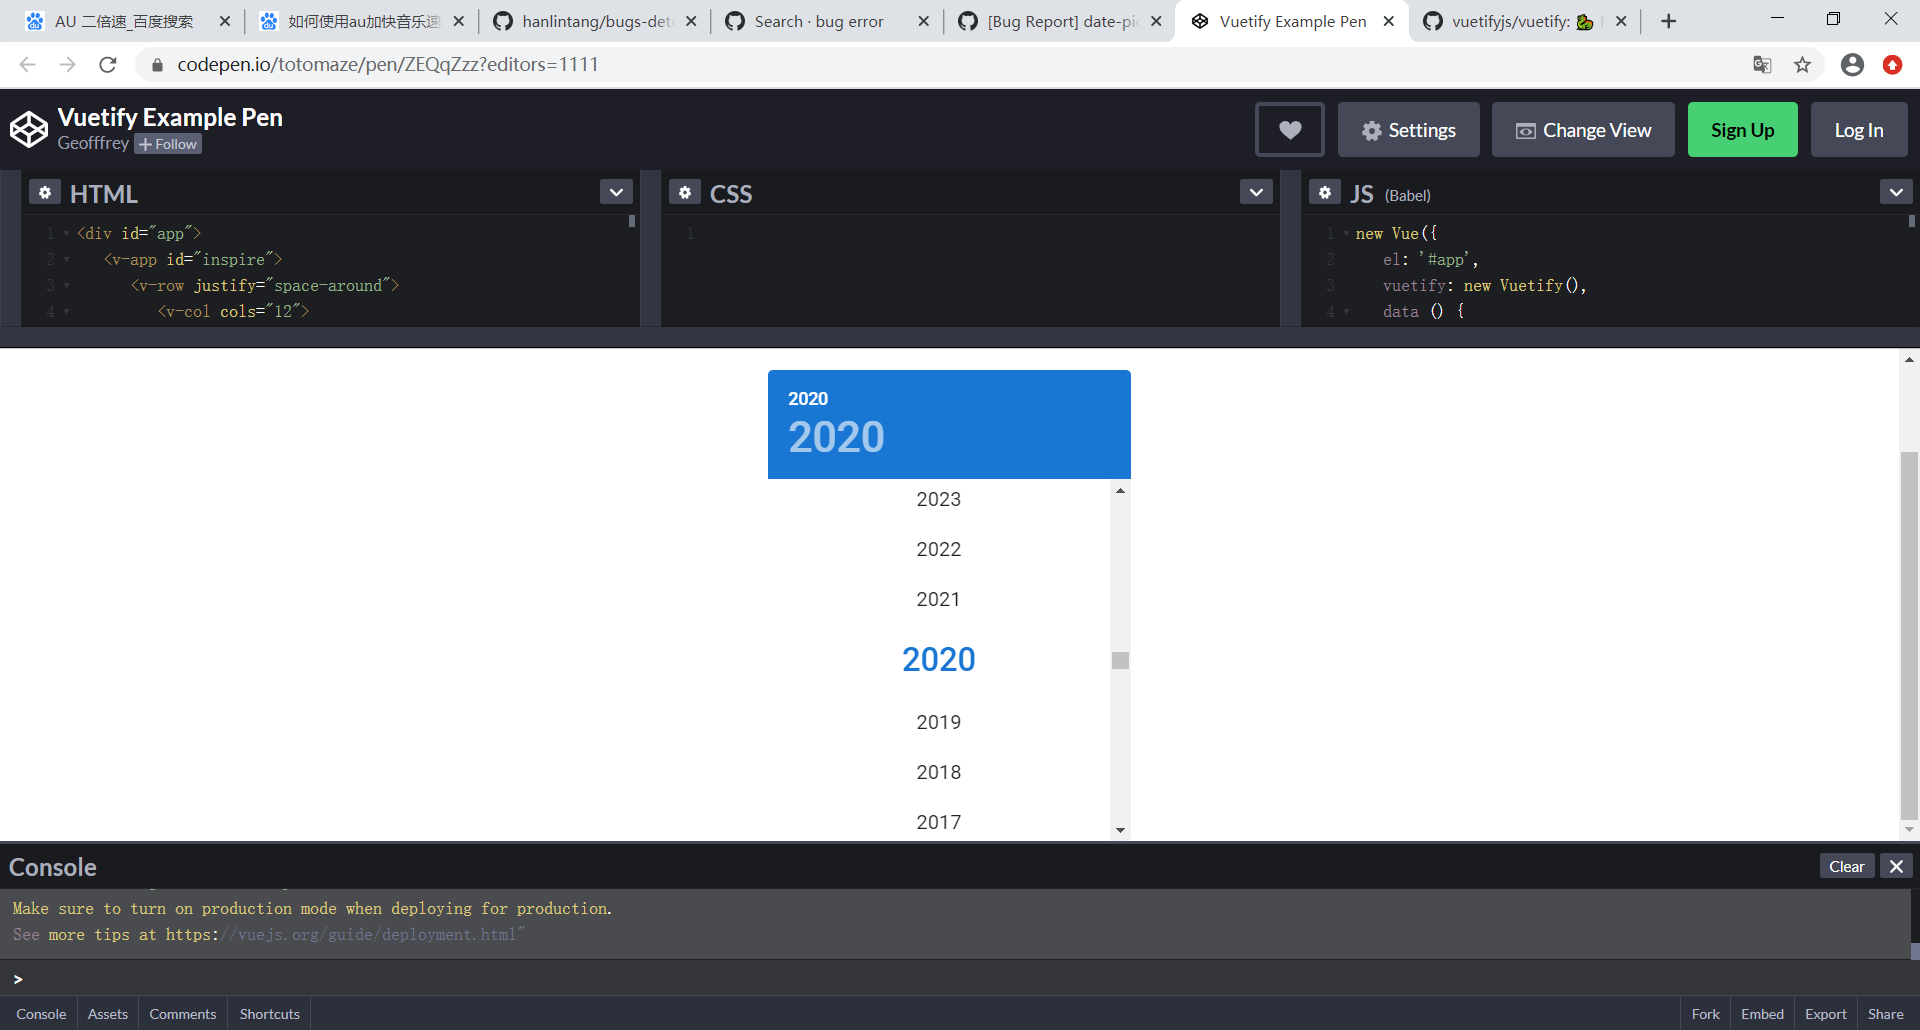 AU 二倍速_百度搜索
如何使用au加快音乐速
hanlintang/bugs-dete
Search · bug error
[Bug Report] date-pic
Vuetify Example Pen
vuetifyjs/vuetify:
codepen.io/totomaze/pen/ZEQqZzz?editors=1111
Vuetify Example Pen
Geofffrey
+ Follow
Settings
Change View
Sign Up
Log In
HTML
CSS
JS (Babel)
1 <div id="app">
2 <v-app id="inspire">
3 <v-row justify="space-around">
4 <v-col cols="12">
1
1 new Vue({
2 el: '#app',
3 vuetify: new Vuetify(),
4 data () {
2020
2020
2023
2022
2021
2020
2019
2018
2017
Console
Clear
Make sure to turn on production mode when deploying for production.
See more tips at https://vuejs.org/guide/deployment.html"
>
Console
Assets
Comments
Shortcuts
Fork
Embed
Export
Share